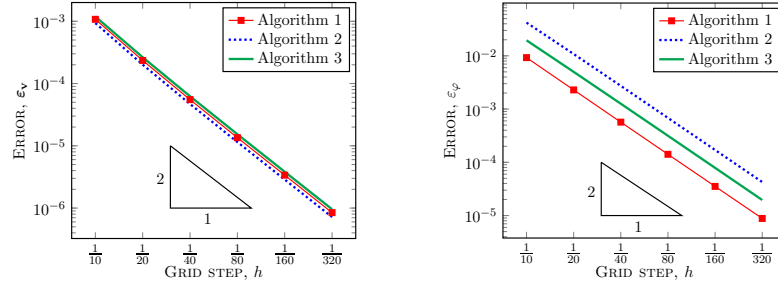 Algorithm 1
Algorithm 2
Algorithm 3
10⁻³
10⁻⁴
10⁻⁵
10⁻⁶
ERROR, εᵥ
2
1
1/10 1/20 1/40 1/80 1/160 1/320
GRID STEP, h
Algorithm 1
Algorithm 2
Algorithm 3
10⁻²
10⁻³
10⁻⁴
10⁻⁵
ERROR, ε_φ
2
1
1/10 1/20 1/40 1/80 1/160 1/320
GRID STEP, h